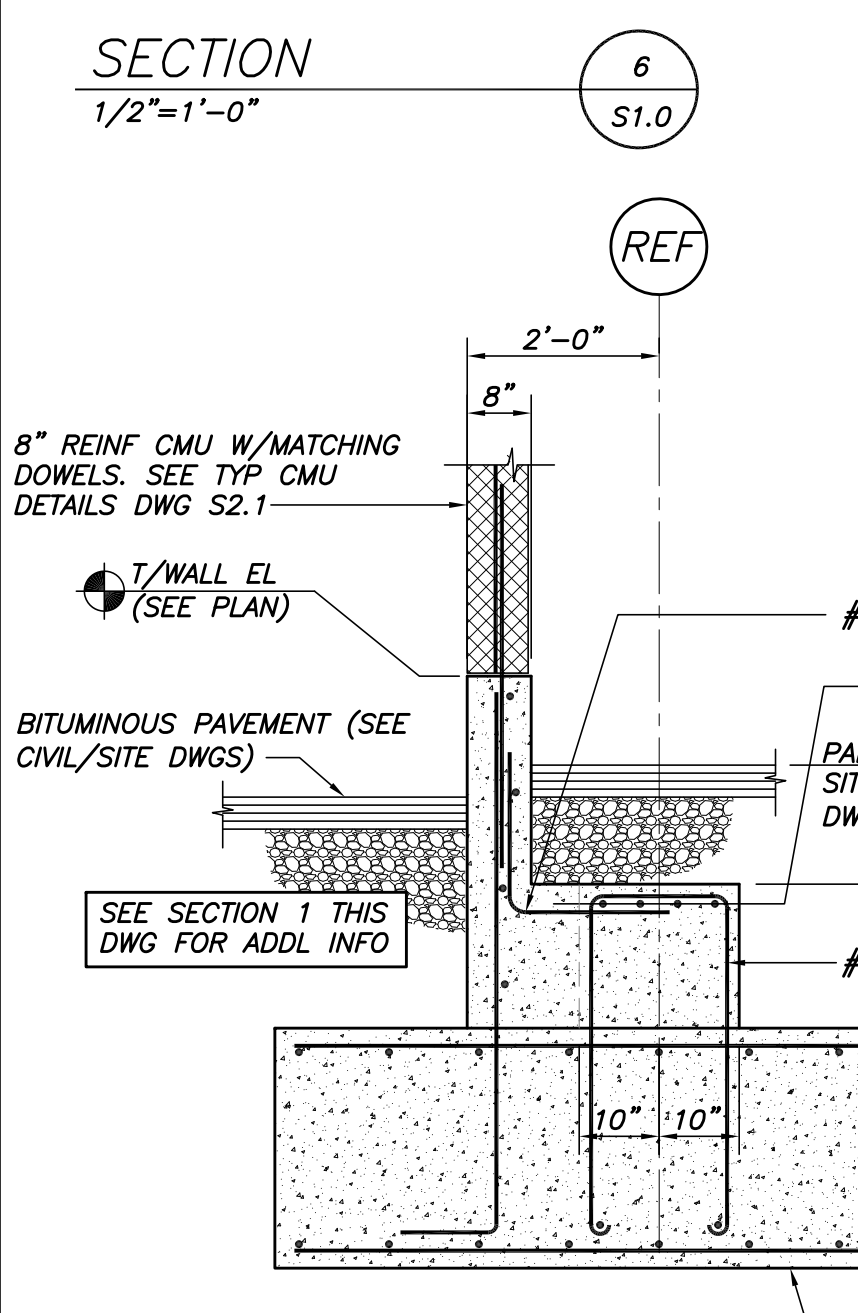 SECTION
1/2"=1'-0"
6
S1.0
REF
2'-0"
8"
8" REINF CMU W/MATCHING
DOWELS. SEE TYP CMU
DETAILS DWG S2.1
T/WALL EL
(SEE PLAN)
#
BITUMINOUS PAVEMENT (SEE
CIVIL/SITE DWGS)
SIT
SEE SECTION 1 THIS
DWG FOR ADDL INFO
#
10" 10"